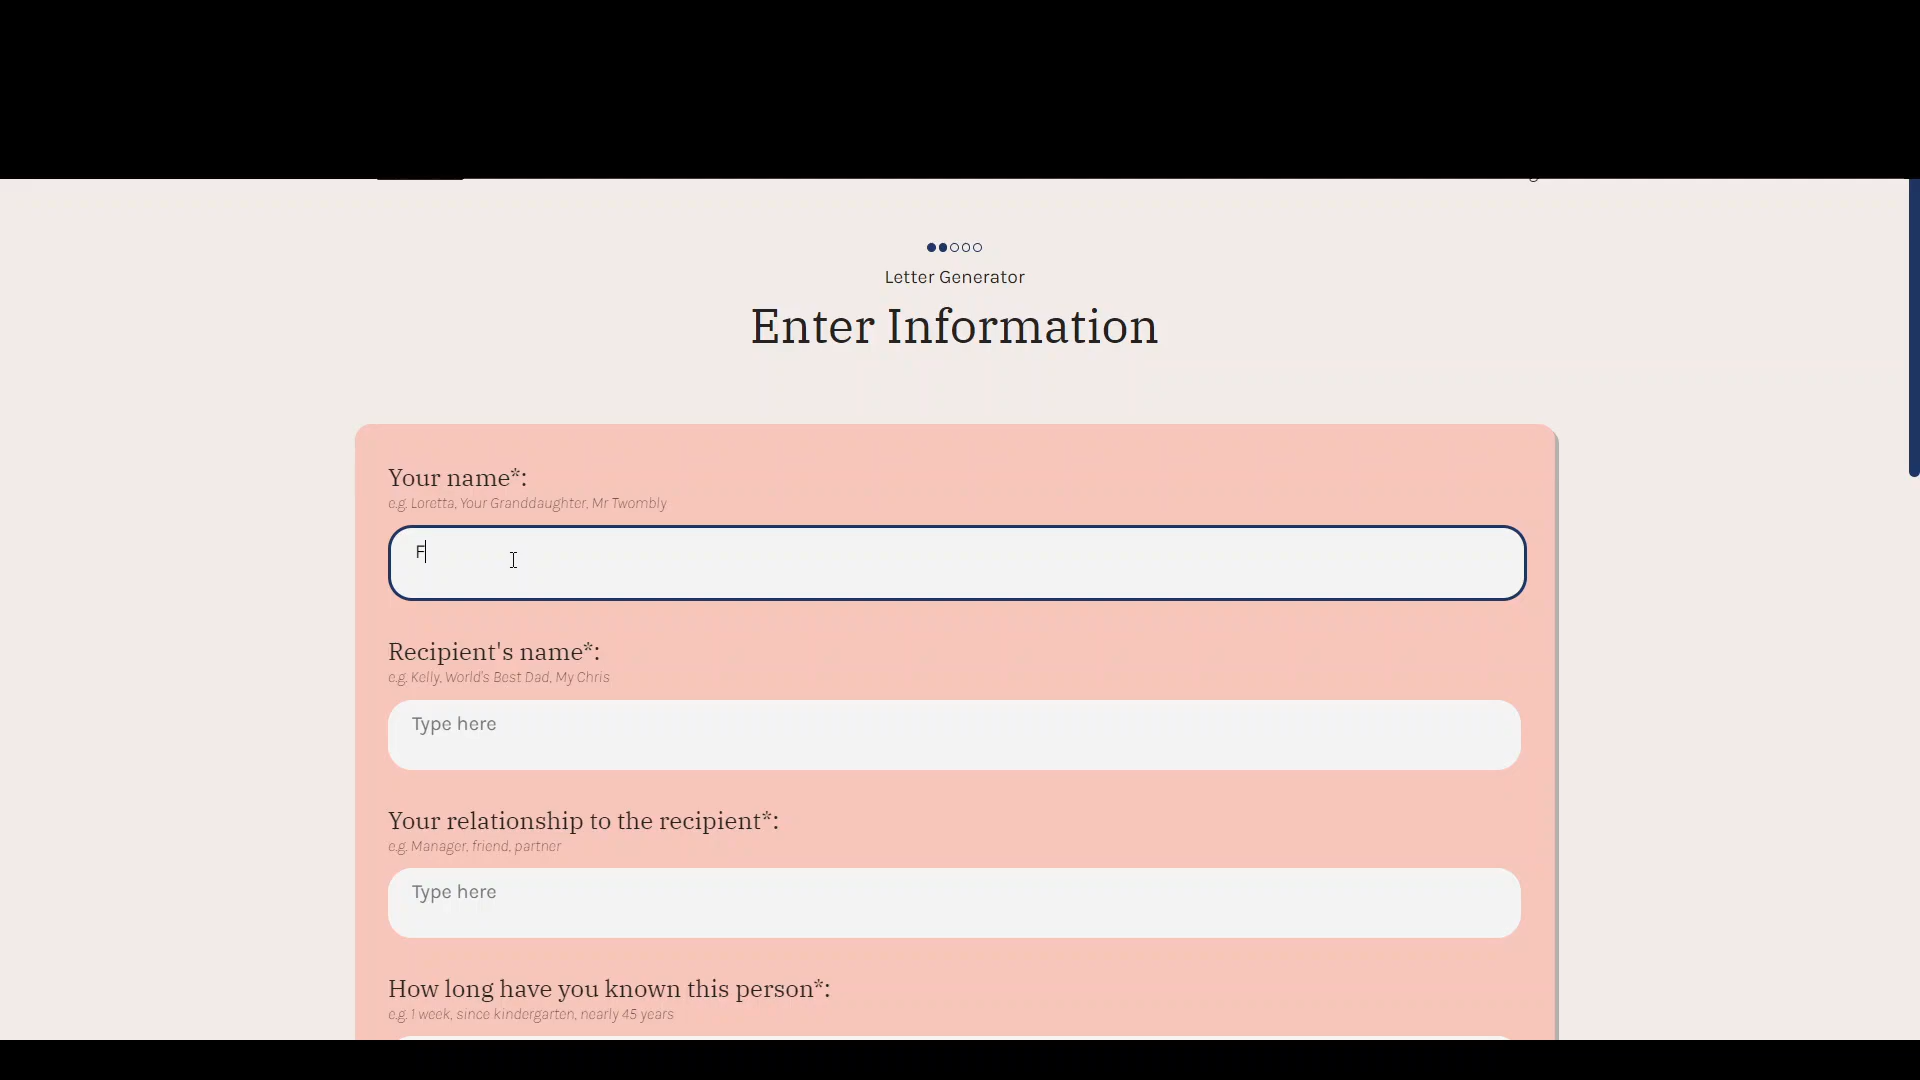 Letter Generator
Enter Information
Your name*:
e.g. Loretta, Your Granddaughter, Mr Twombly
F
Recipient's name*:
e.g. Kelly, World's Best Dad, My Chris
Type here
Your relationship to the recipient*:
e.g. Manager, friend, partner
Type here
How long have you known this person*:
e.g. 1 week, since kindergarten, nearly 45 years